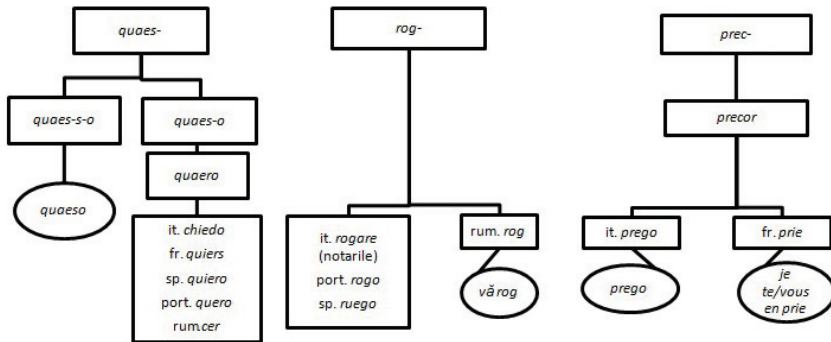 quaes-
quaes-s-o
quaes-o
quaero
quaeso
it. chiedo
fr. quiers
sp. quiero
port. quero
rum.cer
rog-
it. rogare
(notarile)
port. rogo
sp. ruego
rum. rog
vă rog
prec-
precor
it. prego
fr. prie
prego
je
te/vous
en prie